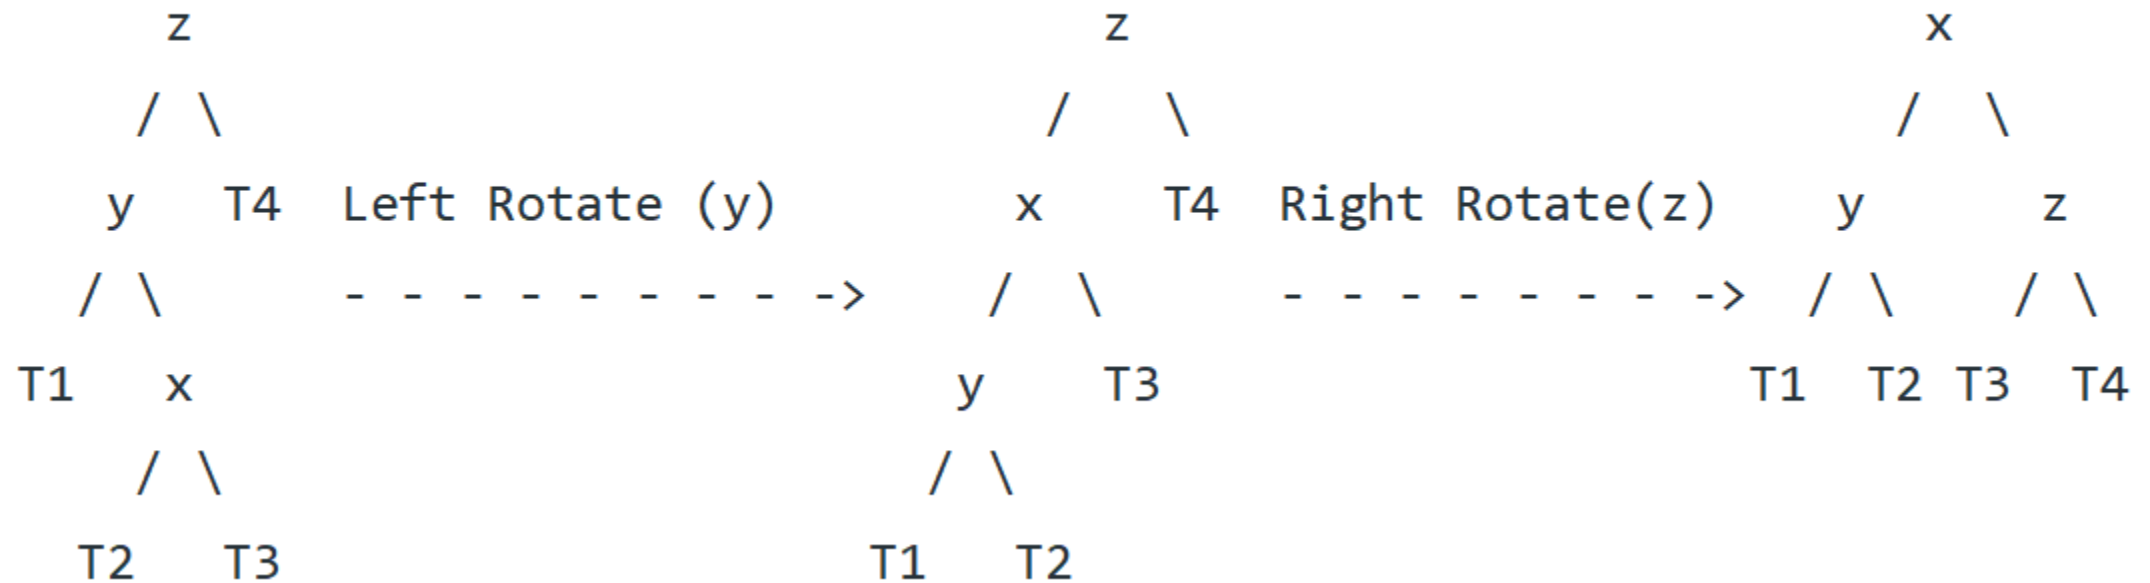 z z x
/ \ / \ / \
y T4 Left Rotate (y) x T4 Right Rotate(z) y z
/ \ - - - - - - - - -> / \ - - - - - - - -> / \ / \
T1 x y T3 T1 T2 T3 T4
/ \ / \
T2 T3 T1 T2